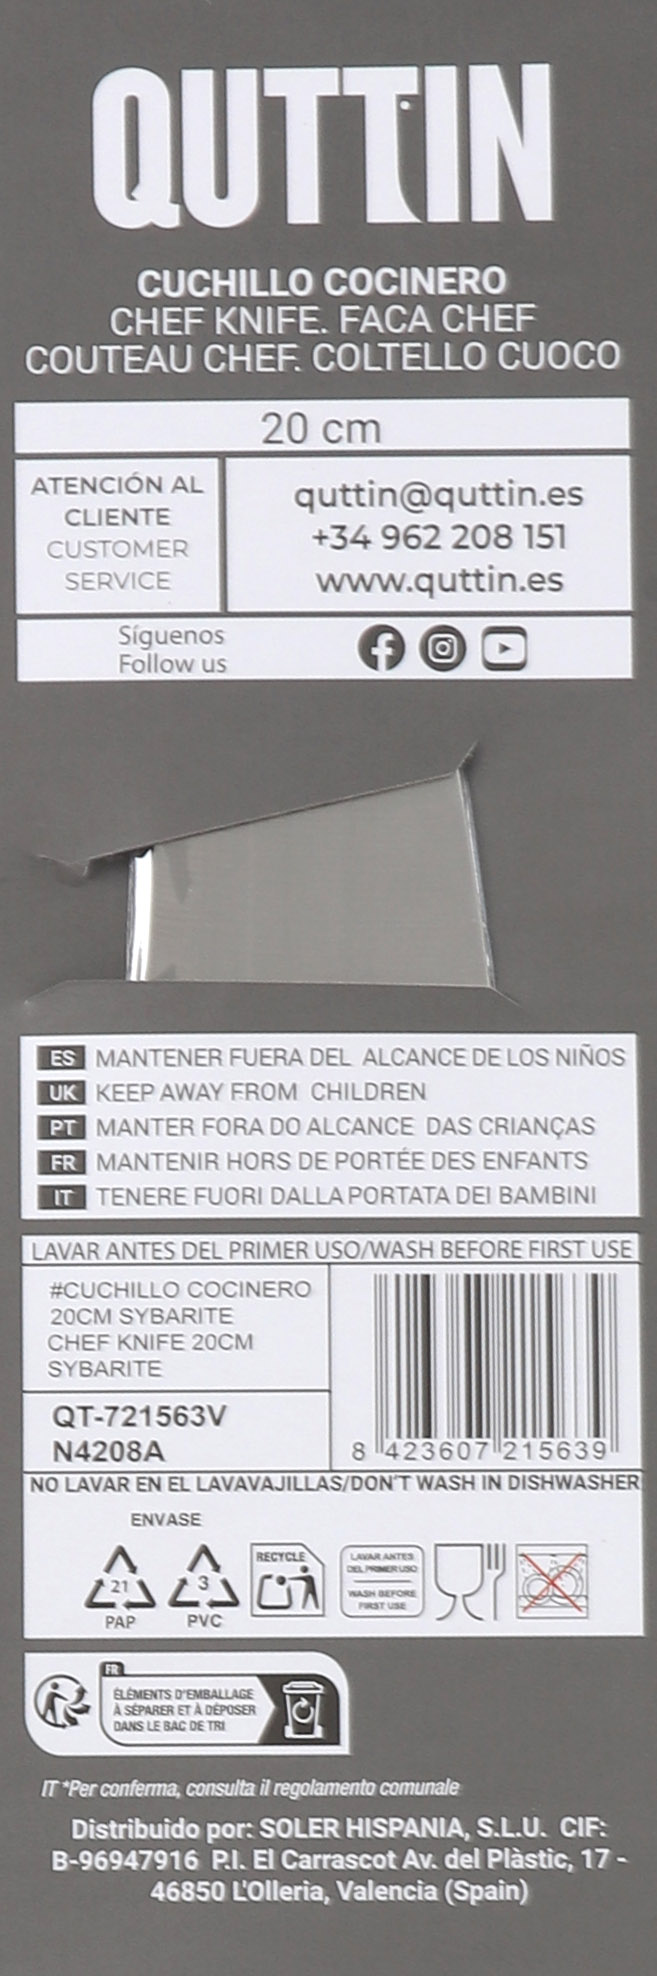 QUTTIN
CUCHILLO COCINERO
CHEF KNIFE. FACA CHEF
COUTEAU CHEF. COLTELLO CUOCO
20 cm
ATENCIÓN AL
CLIENTE
CUSTOMER
SERVICE
quttin@quttin.es
+34 962 208 151
www.quttin.es
Síguenos
Follow us
ES MANTENER FUERA DEL ALCANCE DE LOS NIÑOS
UK KEEP AWAY FROM CHILDREN
PT MANTER FORA DO ALCANCE DAS CRIANÇAS
FR MANTENIR HORS DE PORTÉE DES ENFANTS
IT TENERE FUORI DALLA PORTATA DEI BAMBINI
LAVAR ANTES DEL PRIMER USO/WASH BEFORE FIRST USE
#CUCHILLO COCINERO
20CM SYBARITE
CHEF KNIFE 20CM
SYBARITE
QT-721563V
N4208A
8 423607 215639
NO LAVAR EN EL LAVAVAJILLAS/DON'T WASH IN DISHWASHER
ENVASE
21
PAP
3
PVC
RECYCLE
LAVAR ANTES
DEL PRIMER USO
WASH BEFORE
FIRST USE
FR
ÉLÉMENTS D'EMBALLAGE
À SÉPARER ET À DÉPOSER
DANS LE BAC DE TRI
IT *Per conferma, consulta il regolamento comunale
Distribuido por: SOLER HISPANIA, S.L.U. CIF:
B-96947916 P.I. El Carrascot Av. del Plàstic, 17 -
46850 L'Olleria, Valencia (Spain)